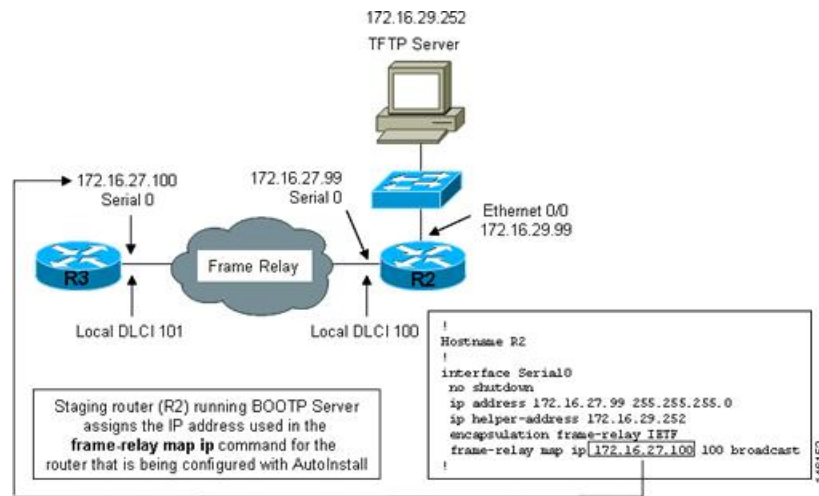 172.16.29.252
TFTP Server
172.16.27.100
Serial 0
172.16.27.99
Serial 0
Ethernet 0/0
172.16.29.99
R3
Frame Relay
R2
Local DLCI 101
Local DLCI 100
Staging router (R2) running BOOTP Server
assigns the IP address used in the
frame-relay map ip command for the
router that is being configured with AutoInstall
!
Hostname R2
!
interface Serial0
no shutdown
ip address 172.16.27.99 255.255.255.0
ip helper-address 172.16.29.252
encapsulation frame-relay IETF
frame-relay map ip 172.16.27.100 100 broadcast
!